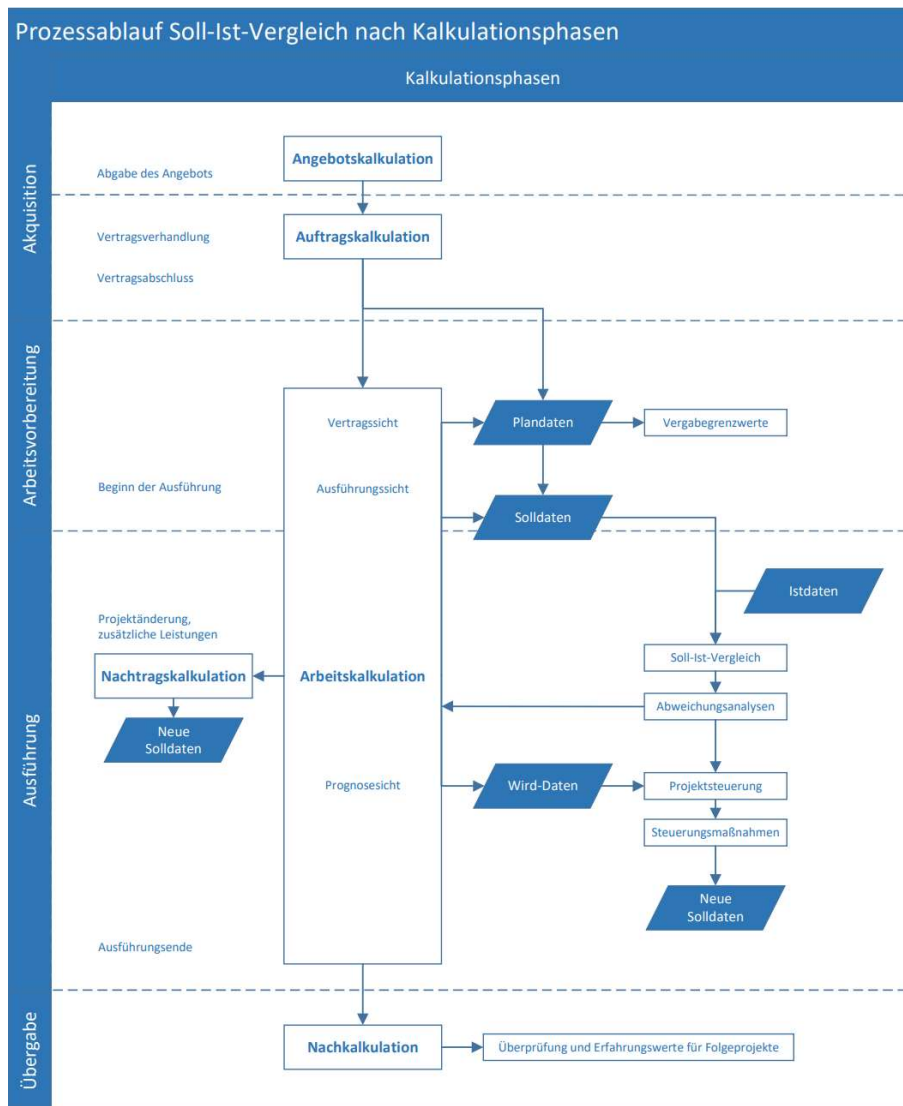 Prozessablauf Soll-Ist-Vergleich nach Kalkulationsphasen
Kalkulationsphasen
Akquisition
Angebotskalkulation
Abgabe des Angebots
Vertragsverhandlung
Auftragskalkulation
Vertragsabschluss
Arbeitsvorbereitung
Vertragssicht
Plandaten
Vergabegrenzwerte
Beginn der Ausführung
Ausführungssicht
Solldaten
Ausführung
Istdaten
Projektänderung,
zusätzliche Leistungen
Soll-Ist-Vergleich
Nachtragskalkulation
Arbeitskalkulation
Abweichungsanalysen
Neue
Solldaten
Prognosesicht
Wird-Daten
Projektsteuerung
Steuerungsmaßnahmen
Neue
Solldaten
Ausführungsende
Übergabe
Nachkalkulation
Überprüfung und Erfahrungswerte für Folgeprojekte